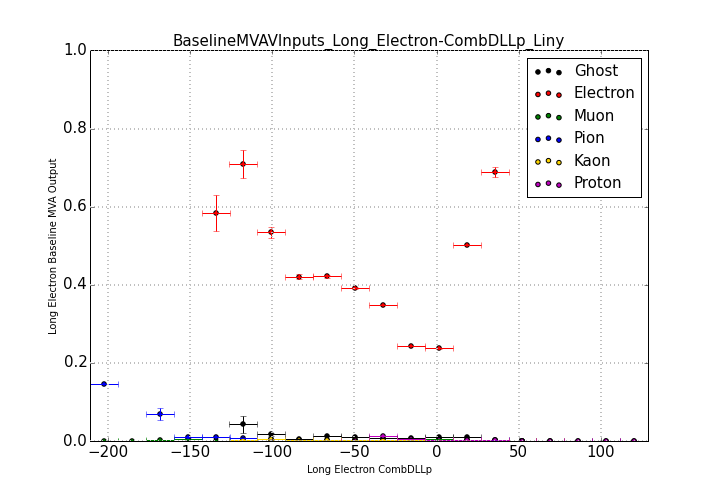 BaselineMVAVInputs_Long_Electron-CombDLLp_Liny
1.0
0.8
0.6
0.4
0.2
0.0
Long Electron Baseline MVA Output
Ghost
Electron
Muon
Pion
Kaon
Proton
−200 −150 −100 −50 0 50 100
Long Electron CombDLLp